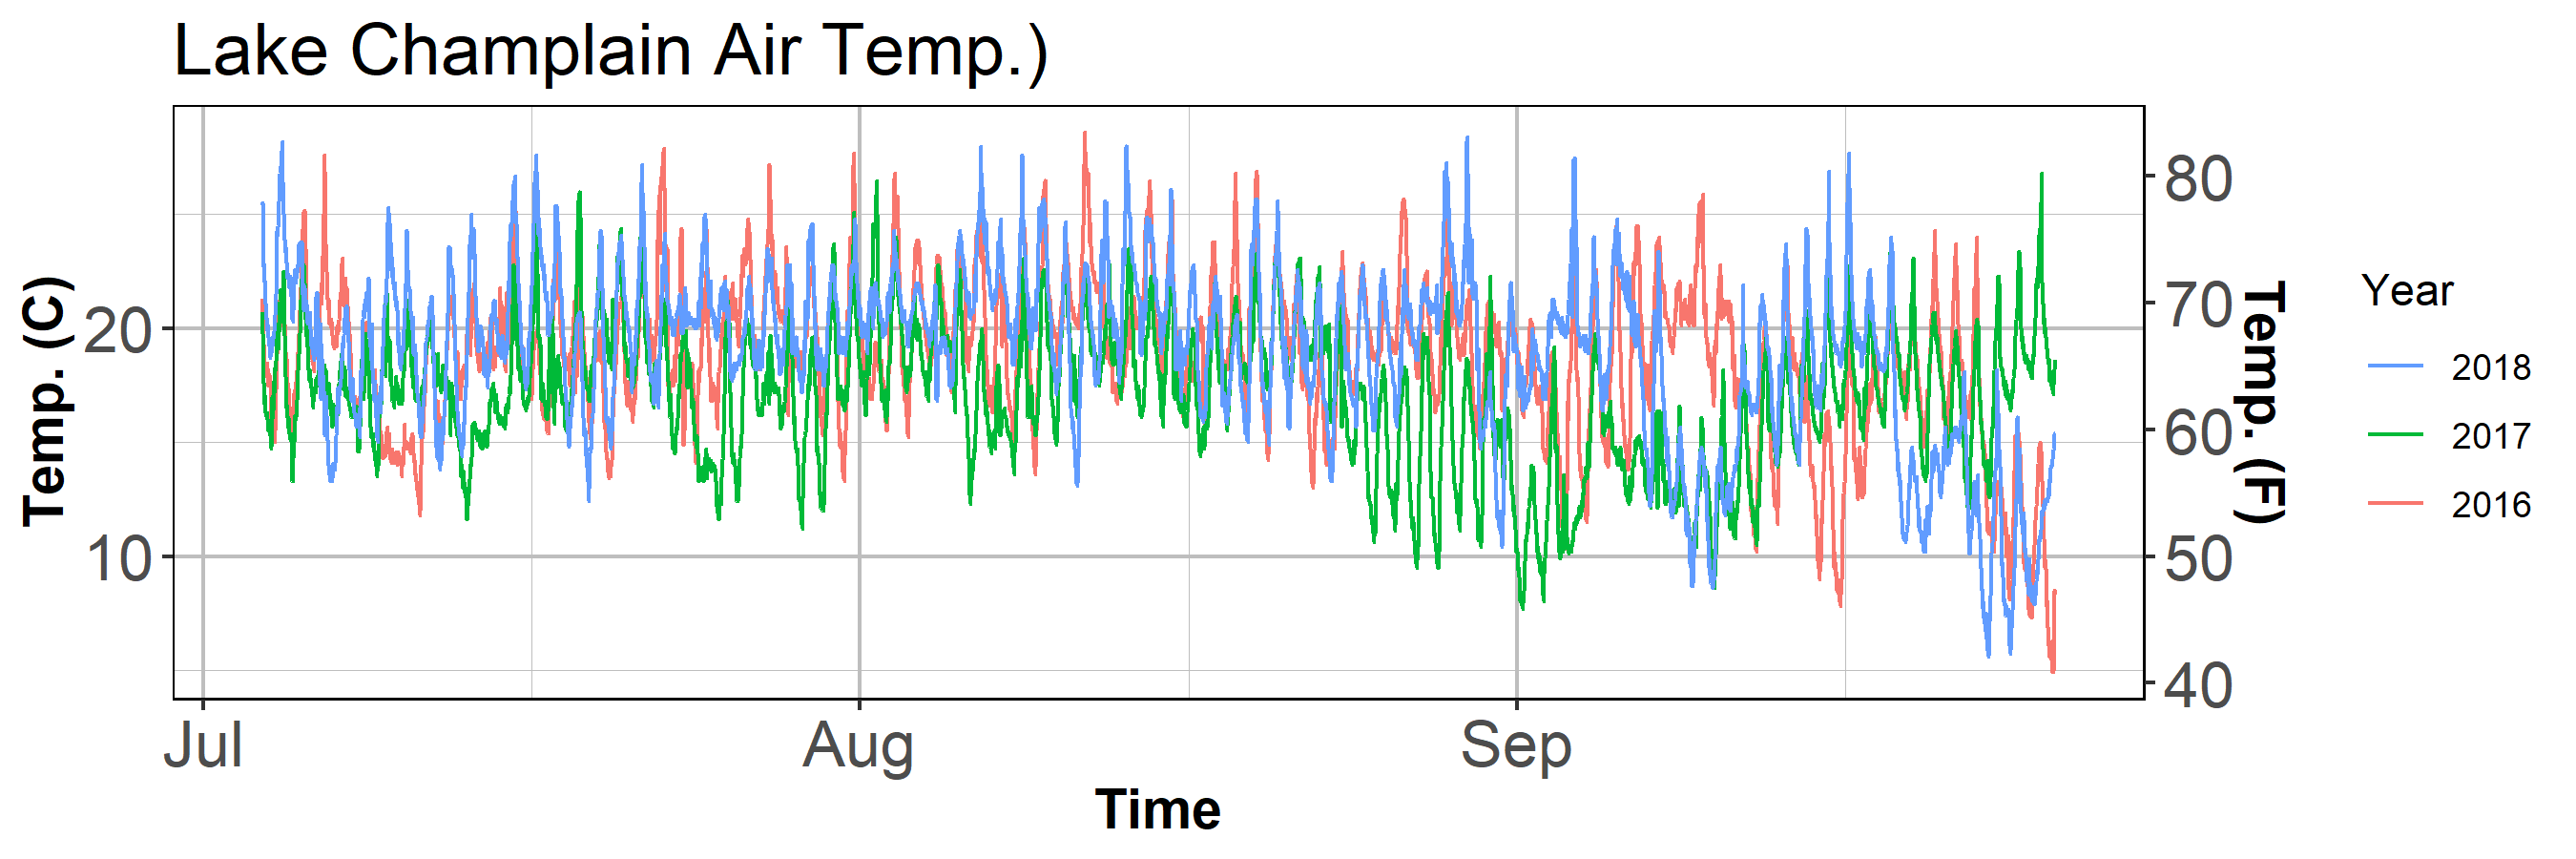 Lake Champlain Air Temp.)
Temp. (C)
20
10
80
70
60
50
40
Temp. (F)
Jul
Aug
Sep
Time
Year
2018
2017
2016